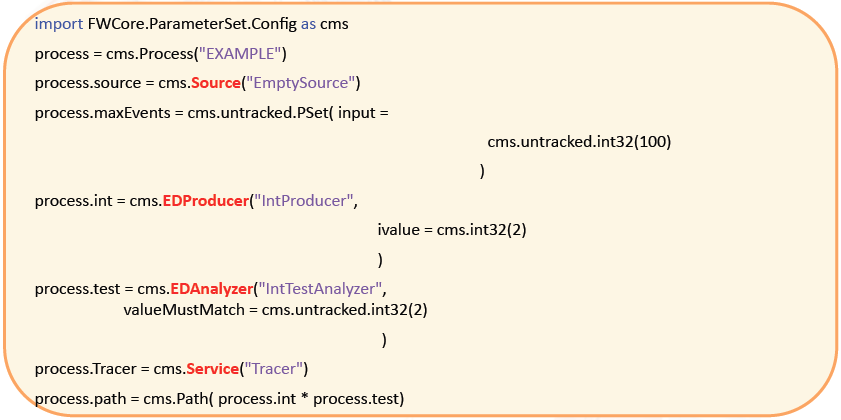 import FWCore.ParameterSet.Config as cms
process = cms.Process("EXAMPLE")
process.source = cms.Source("EmptySource")
process.maxEvents = cms.untracked.PSet( input =
cms.untracked.int32(100)
)
process.int = cms.EDProducer("IntProducer",
ivalue = cms.int32(2)
)
process.test = cms.EDAnalyzer("IntTestAnalyzer",
valueMustMatch = cms.untracked.int32(2)
)
process.Tracer = cms.Service("Tracer")
process.path = cms.Path( process.int * process.test)